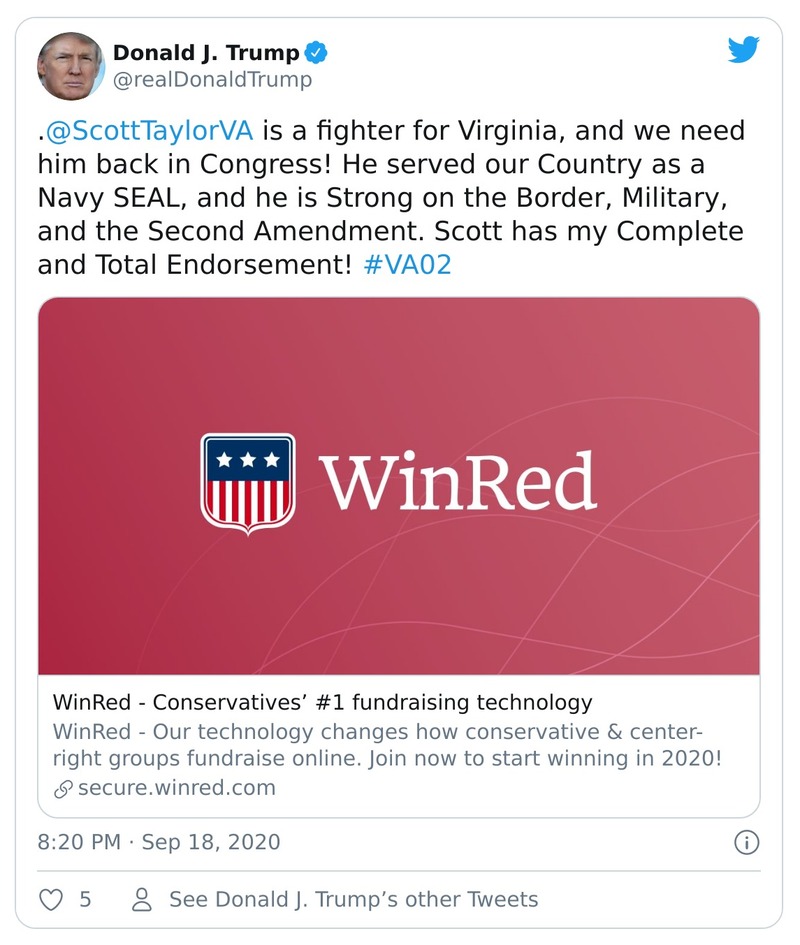 Donald J. Trump
@realDonaldTrump
.@ScottTaylorVA is a fighter for Virginia, and we need
him back in Congress! He served our Country as a
Navy SEAL, and he is Strong on the Border, Military,
and the Second Amendment. Scott has my Complete
and Total Endorsement! #VA02
WinRed
WinRed - Conservatives’ #1 fundraising technology
WinRed - Our technology changes how conservative & center-
right groups fundraise online. Join now to start winning in 2020!
secure.winred.com
8:20 PM · Sep 18, 2020
5
See Donald J. Trump’s other Tweets